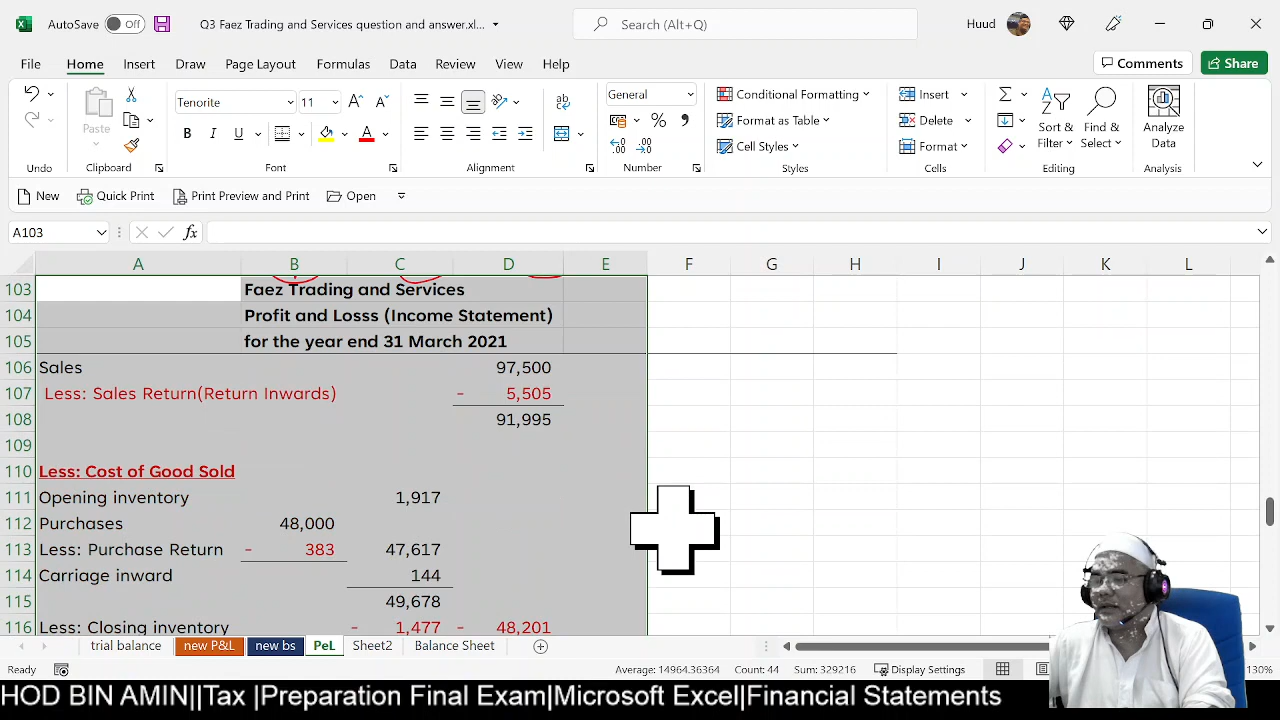 AutoSave Off Q3 Faez Trading and Services question and answer.xl... Search (Alt+Q) Huud
File Home Insert Draw Page Layout Formulas Data Review View Help Comments Share
Tenorite 11 General Conditional Formatting Insert
Paste B I U A % Format as Table Delete Sort & Find & Analyze
Cell Styles Format Filter Select Data
Undo Clipboard Font Alignment Number Styles Cells Editing Analysis
New Quick Print Print Preview and Print Open
A103 fx
A B C D E F G H I J K L
103 Faez Trading and Services
104 Profit and Losss (Income Statement)
105 for the year end 31 March 2021
106 Sales 97,500
107 Less: Sales Return(Return Inwards) - 5,505
108 91,995
109
110 Less: Cost of Good Sold
111 Opening inventory 1,917
112 Purchases 48,000
113 Less: Purchase Return - 383 47,617
114 Carriage inward 144
115 49,678
116 Less: Closing inventory - 1,477 - 48,201
trial balance new P&L new bs PeL Sheet2 Balance Sheet
Ready Average: 14964.36364 Count: 44 Sum: 329216 Display Settings 130%
HOD BIN AMIN||Tax |Preparation Final Exam|Microsoft Excel|Financial Statements